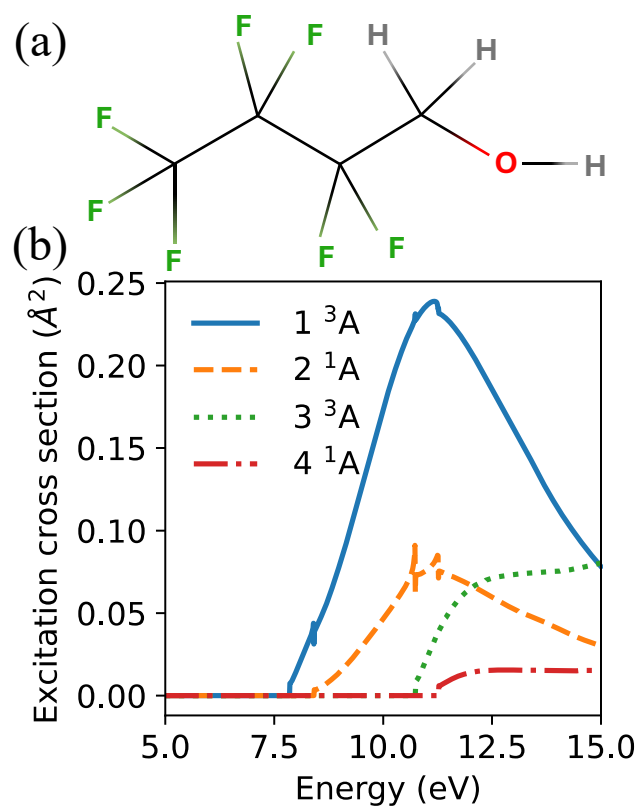 (a)
F F H H
F
O H
F
F F F
(b)
0.25
0.20
0.15
0.10
0.05
0.00
Excitation cross section (Å²)
1 ³A
2 ¹A
3 ³A
4 ¹A
5.0 7.5 10.0 12.5 15.0
Energy (eV)